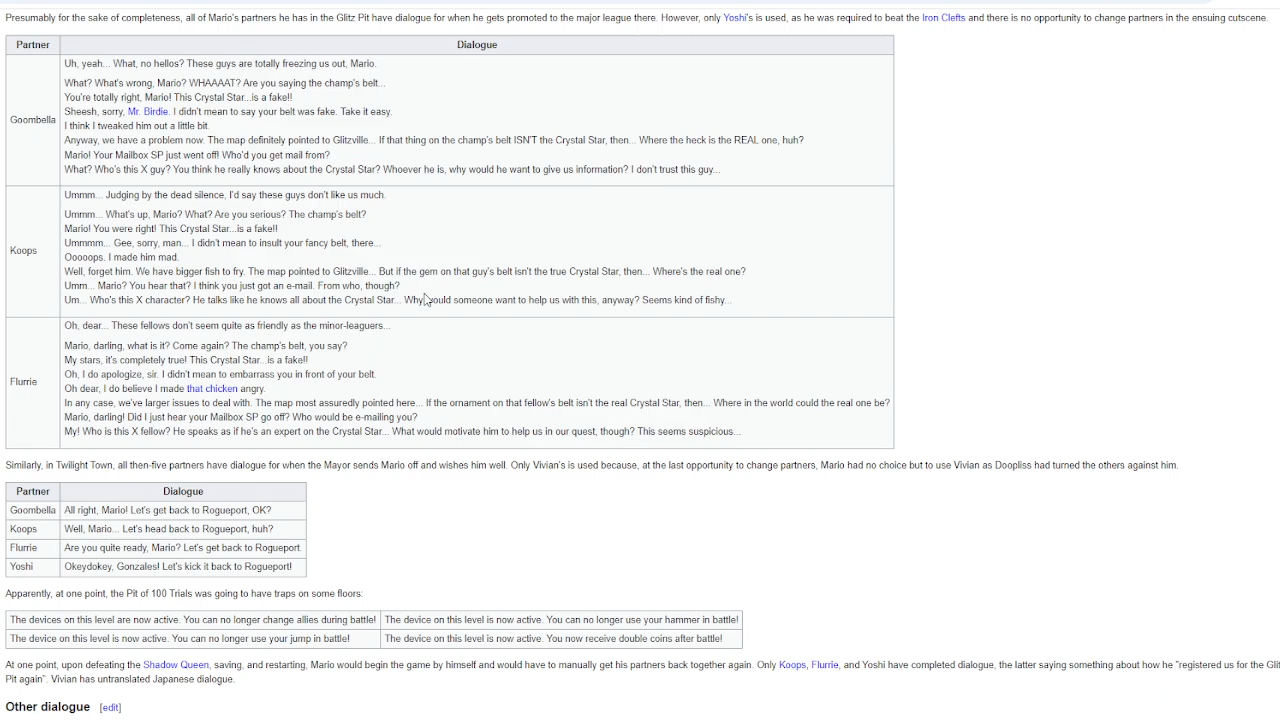 Presumably for the sake of completeness, all of Mario's partners he has in the Glitz Pit have dialogue for when he gets promoted to the major league there. However, only Yoshi's is used, as he was required to beat the Iron Clefts and there is no opportunity to change partners in the ensuing cutscene.
Partner Dialogue
Uh, yeah... What, no hellos? These guys are totally freezing us out, Mario.
What? What's wrong, Mario? WHAAAAT? Are you saying the champ's belt...
You're totally right, Mario! This Crystal Star...is a fake!!
Sheesh, sorry, Mr. Birdie. I didn't mean to say your belt was fake. Take it easy.
Goombella
I think I tweaked him out a little bit.
Anyway, we have a problem now. The map definitely pointed to Glitzville... If that thing on the champ's belt ISN'T the Crystal Star, then... Where the heck is the REAL one, huh?
Mario! Your Mailbox SP just went off! Who'd you get mail from?
What? Who's this X guy? You think he really knows about the Crystal Star? Whoever he is, why would he want to give us information? I don't trust this guy...
Ummm... Judging by the dead silence, I'd say these guys don't like us much.
Ummm... What's up, Mario? What? Are you serious? The champ's belt?
Mario! You were right! This Crystal Star...is a fake!!
Ummmm... Gee, sorry, man... I didn't mean to insult your fancy belt, there...
Koops
Ooooops. I made him mad.
Well, forget him. We have bigger fish to fry. The map pointed to Glitzville... But if the gem on that guy's belt isn't the true Crystal Star, then... Where's the real one?
Umm... Mario? You hear that? I think you just got an e-mail. From who, though?
Um... Who's this X character? He talks like he knows all about the Crystal Star... Why would someone want to help us with this, anyway? Seems kind of fishy...
Oh, dear... These fellows don't seem quite as friendly as the minor-leaguers...
Mario, darling, what is it? Come again? The champ's belt, you say?
My stars, it's completely true! This Crystal Star...is a fake!!
Oh, I do apologize, sir. I didn't mean to embarrass you in front of your belt.
Flurrie
Oh dear, I do believe I made that chicken angry.
In any case, we've larger issues to deal with. The map most assuredly pointed here... If the ornament on that fellow's belt isn't the real Crystal Star, then... Where in the world could the real one be?
Mario, darling! Did I just hear your Mailbox SP go off? Who would be e-mailing you?
My! Who is this X fellow? He speaks as if he's an expert on the Crystal Star... What would motivate him to help us in our quest, though? This seems suspicious...
Similarly, in Twilight Town, all then-five partners have dialogue for when the Mayor sends Mario off and wishes him well. Only Vivian's is used because, at the last opportunity to change partners, Mario had no choice but to use Vivian as Doopliss had turned the others against him.
Partner Dialogue
Goombella All right, Mario! Let's get back to Rogueport, OK?
Koops Well, Mario... Let's head back to Rogueport, huh?
Flurrie Are you quite ready, Mario? Let's get back to Rogueport.
Yoshi Okeydokey, Gonzales! Let's kick it back to Rogueport!
Apparently, at one point, the Pit of 100 Trials was going to have traps on some floors:
The devices on this level are now active. You can no longer change allies during battle! The device on this level is now active. You can no longer use your hammer in battle!
The device on this level is now active. You can no longer use your jump in battle! The device on this level is now active. You now receive double coins after battle!
At one point, upon defeating the Shadow Queen, saving, and restarting, Mario would begin the game by himself and would have to manually get his partners back together again. Only Koops, Flurrie, and Yoshi have completed dialogue, the latter saying something about how he "registered us for the Glit
Pit again". Vivian has untranslated Japanese dialogue.
Other dialogue [edit]